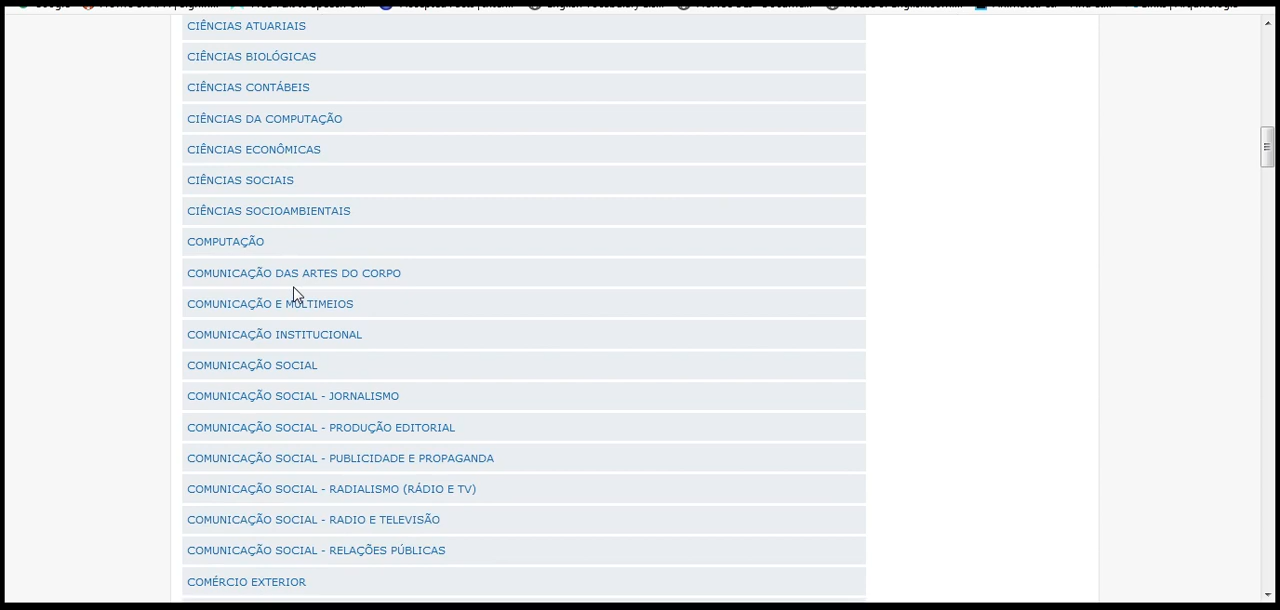 CIÊNCIAS ATUARIAIS
CIÊNCIAS BIOLÓGICAS
CIÊNCIAS CONTÁBEIS
CIÊNCIAS DA COMPUTAÇÃO
CIÊNCIAS ECONÔMICAS
CIÊNCIAS SOCIAIS
CIÊNCIAS SOCIOAMBIENTAIS
COMPUTAÇÃO
COMUNICAÇÃO DAS ARTES DO CORPO
COMUNICAÇÃO E MULTIMEIOS
COMUNICAÇÃO INSTITUCIONAL
COMUNICAÇÃO SOCIAL
COMUNICAÇÃO SOCIAL - JORNALISMO
COMUNICAÇÃO SOCIAL - PRODUÇÃO EDITORIAL
COMUNICAÇÃO SOCIAL - PUBLICIDADE E PROPAGANDA
COMUNICAÇÃO SOCIAL - RADIALISMO (RÁDIO E TV)
COMUNICAÇÃO SOCIAL - RADIO E TELEVISÃO
COMUNICAÇÃO SOCIAL - RELAÇÕES PÚBLICAS
COMÉRCIO EXTERIOR